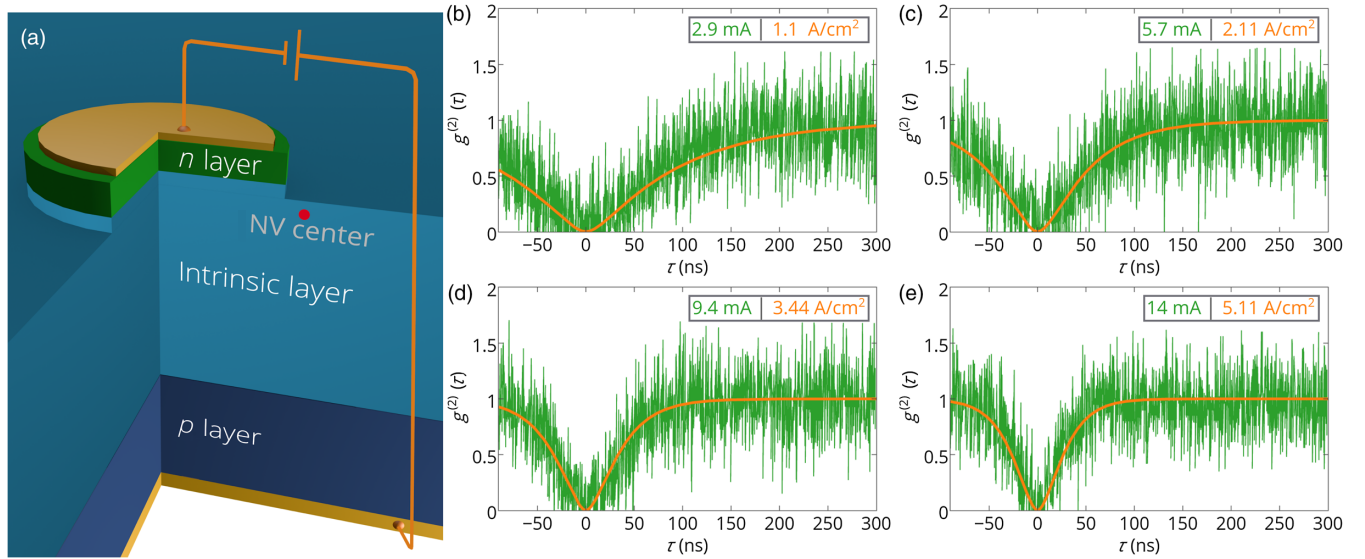 (a)
n layer
NV center
Intrinsic layer
p layer
(b)
2.9 mA | 1.1 A/cm²
g⁽²⁾ (τ)
2
1.5
1
0.5
0
−50 0 50 100 150 200 250 300
τ (ns)
(c)
5.7 mA | 2.11 A/cm²
g⁽²⁾ (τ)
2
1.5
1
0.5
0
−50 0 50 100 150 200 250 300
τ (ns)
(d)
9.4 mA | 3.44 A/cm²
g⁽²⁾ (τ)
2
1.5
1
0.5
0
−50 0 50 100 150 200 250 300
τ (ns)
(e)
14 mA | 5.11 A/cm²
g⁽²⁾ (τ)
2
1.5
1
0.5
0
−50 0 50 100 150 200 250 300
τ (ns)